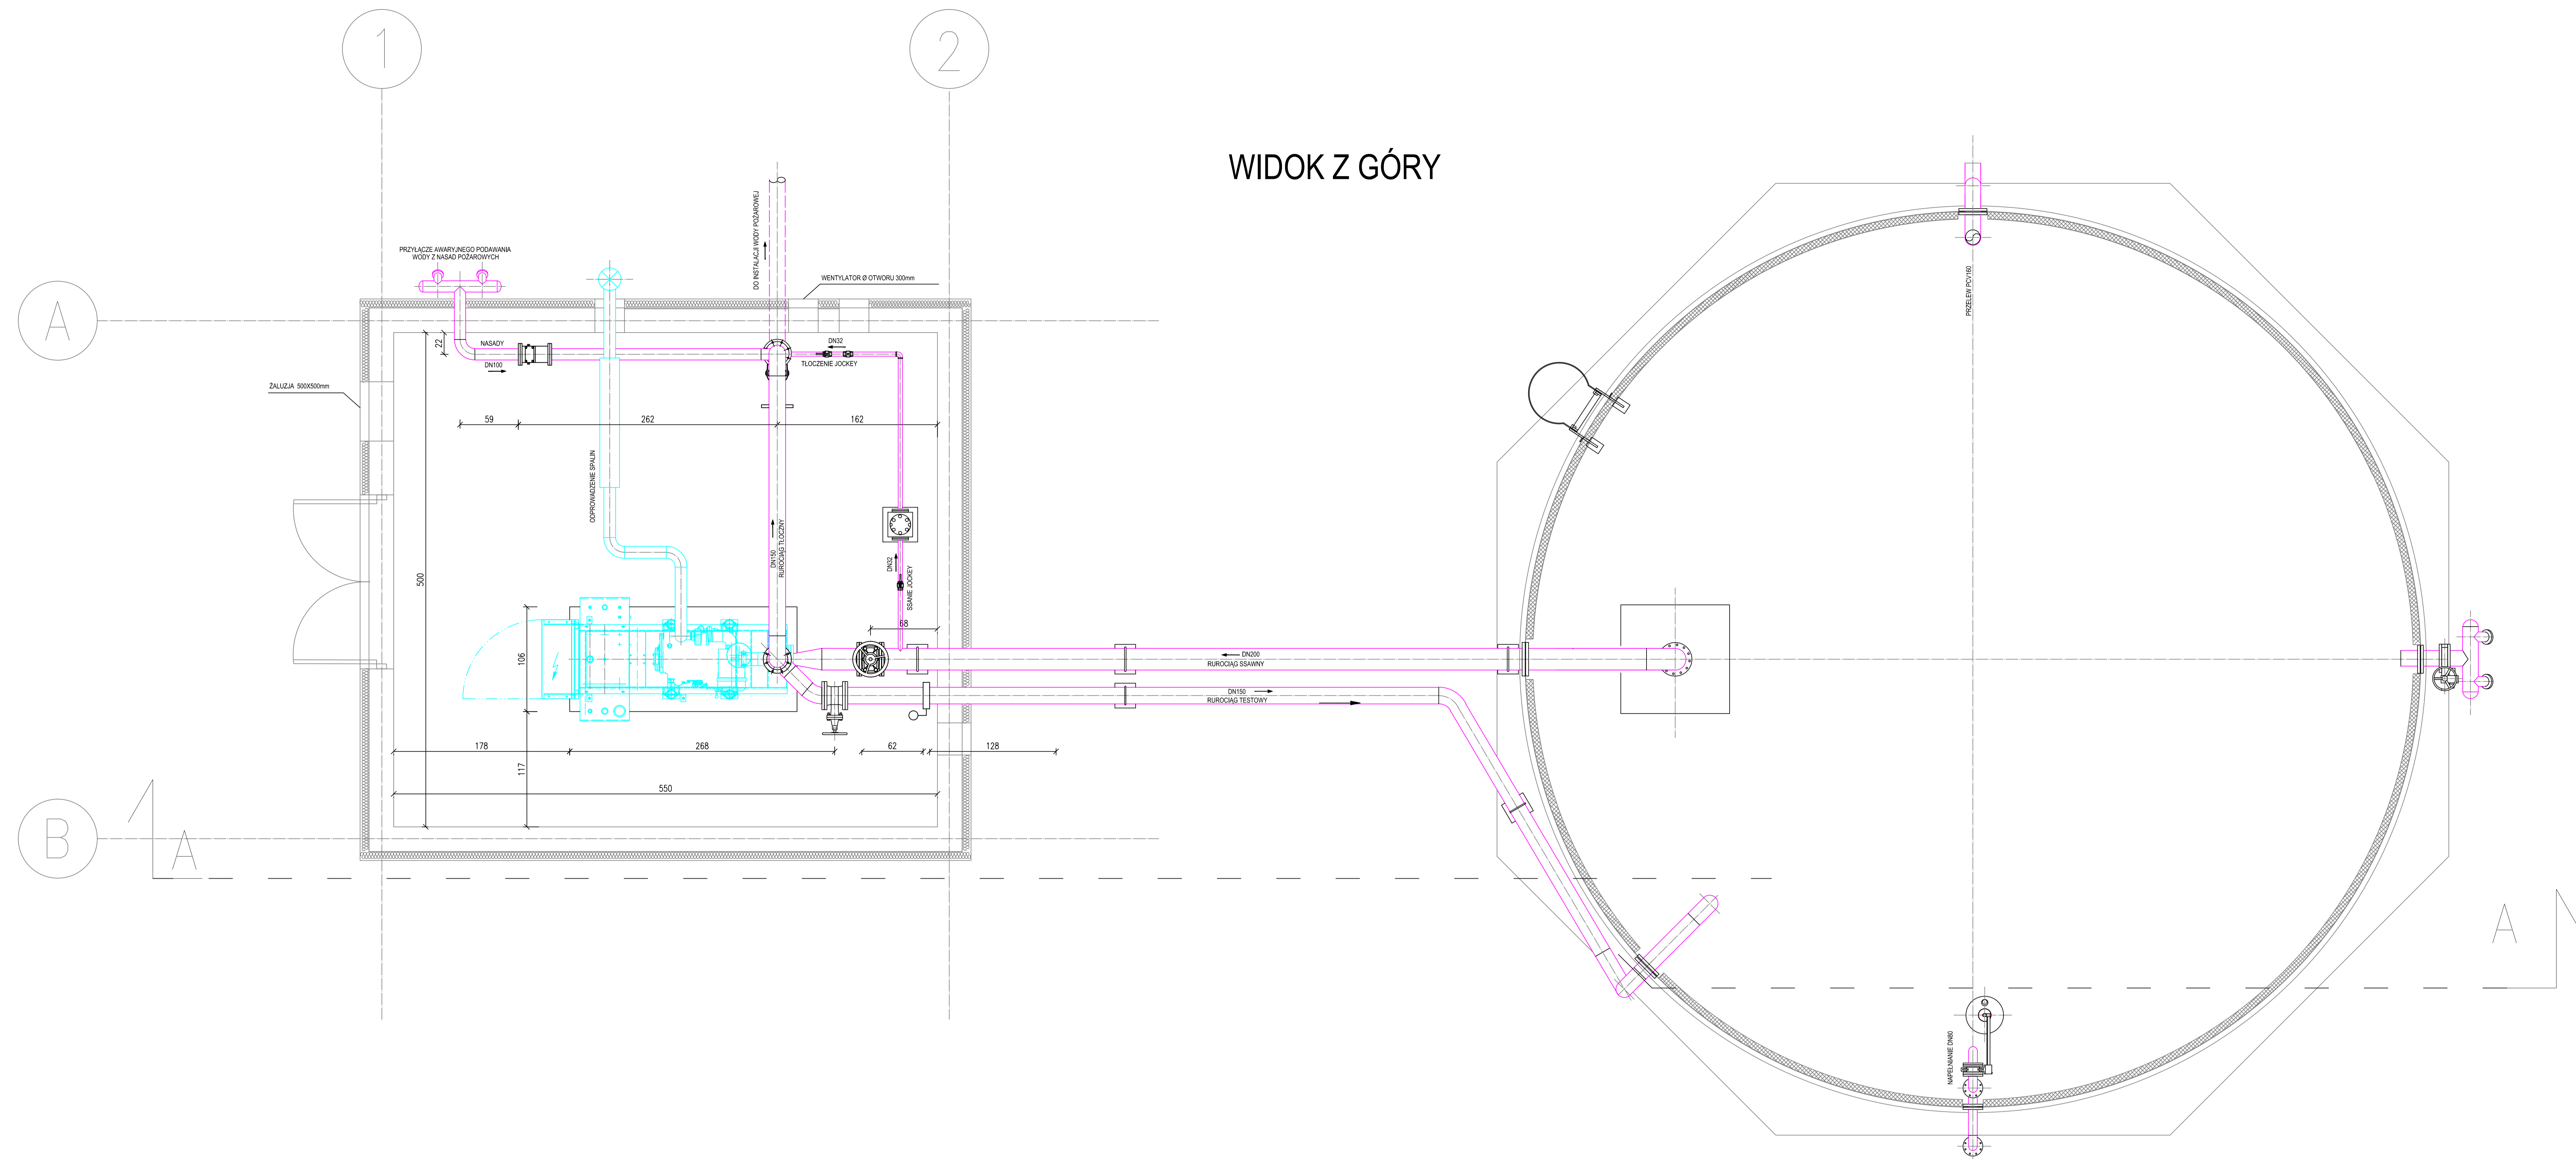 1
2
WIDOK Z GÓRY
A
B
PRZYŁĄCZE AWARYJNEGO PODAWANIA
WODY Z NASAD POŻAROWYCH
DO INSTALACJI WODY POŻAROWEJ
WENTYLATOR Ø OTWORU 300mm
ŻALUZJA 500X500mm
22
NASADY
DN100
DN32
TŁOCZENIE JOCKEY
59
262
162
ODPROWADZENIE SPALIN
DN150
RUROCIĄG TŁOCZNY
DN32
SSANIE JOCKEY
500
68
106
DN200
RUROCIĄG SSAWNY
DN150
RUROCIĄG TESTOWY
178
268
62
128
117
550
A
PRZELEW PCV160
NAPEŁNIANIE DN80
A